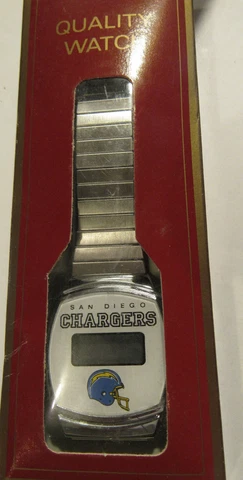 QUALITY
WATCH
SAN DIEGO
CHARGERS